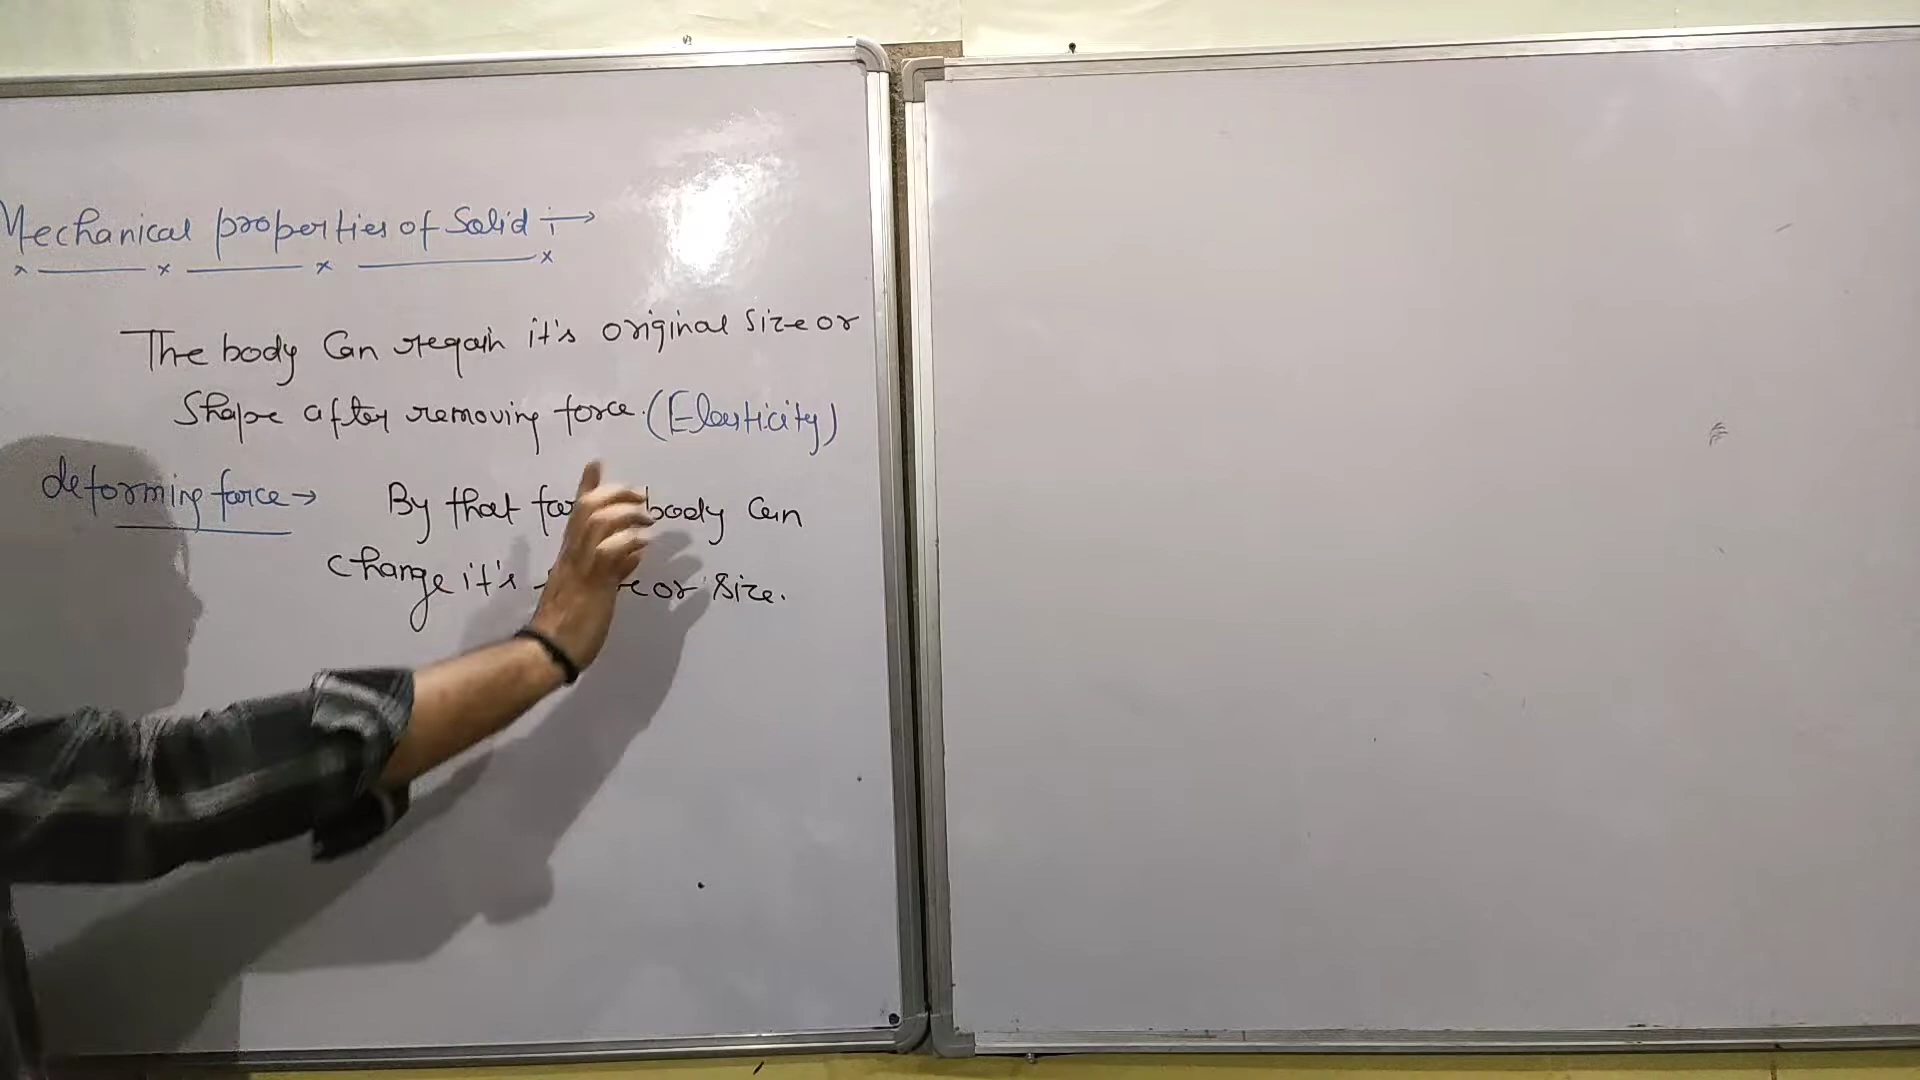 Mechanical properties of Solid :→
The body Can regain it's original Size or
Shape after removing force. (Elasticity)
deforming force → By that body Can
Change it's or Size.